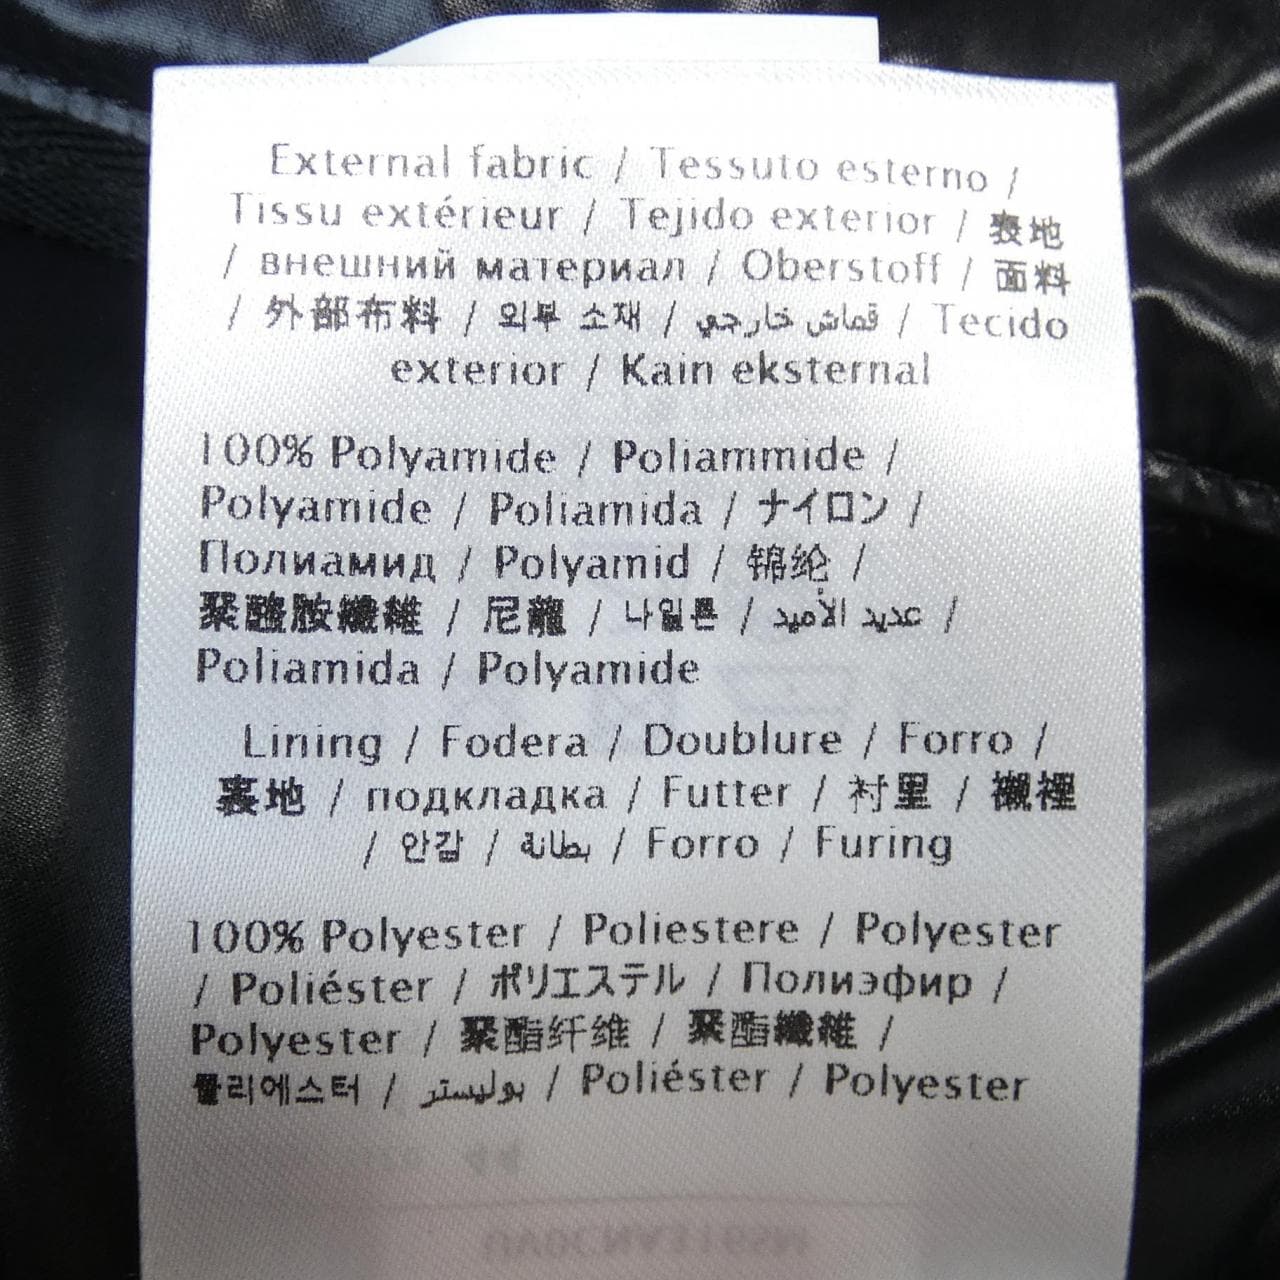 External fabric / Tessuto esterno /
Tissu extérieur / Tejido exterior / 表地
/ внешний материал / Oberstoff / 面料
/ 外部布料 / 외부 소재 / قماش خارجي / Tecido
exterior / Kain eksternal
100% Polyamide / Poliammide /
Polyamide / Poliamida / ナイロン /
Полиамид / Polyamid / 锦纶 /
聚醯胺纖維 / 尼龍 / 나일론 / عديد الأميد /
Poliamida / Polyamide
Lining / Fodera / Doublure / Forro /
裏地 / подкладка / Futter / 衬里 / 襯裡
/ 안감 / بطانة / Forro / Furing
100% Polyester / Poliestere / Polyester
/ Poliéster / ポリエステル / Полиэфир /
Polyester / 聚酯纤维 / 聚酯纖維 /
폴리에스터 / بوليستر / Poliéster / Polyester
44